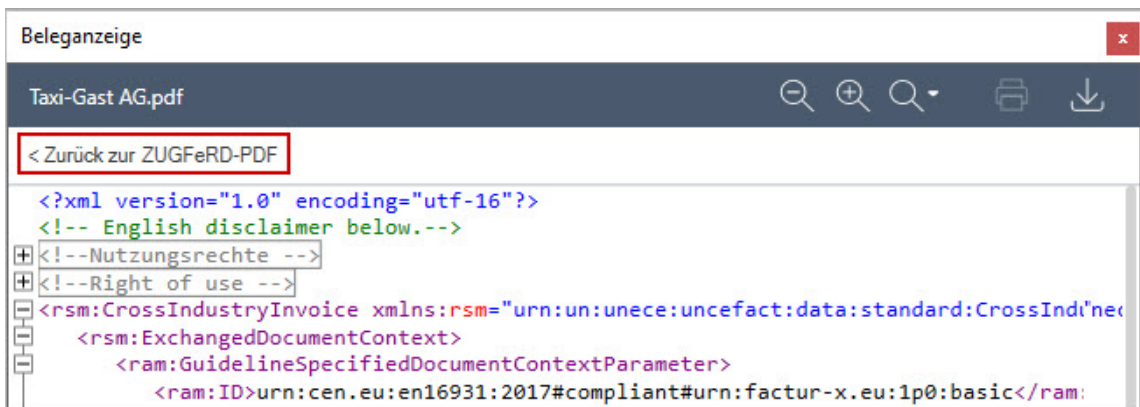 Beleganzeige
x
Taxi-Gast AG.pdf
< Zurück zur ZUGFeRD-PDF
<?xml version="1.0" encoding="utf-16"?>
<!-- English disclaimer below.-->
<!--Nutzungsrechte -->
<!--Right of use -->
<rsm:CrossIndustryInvoice xmlns:rsm="urn:un:unece:uncefact:data:standard:CrossIndu
<rsm:ExchangedDocumentContext>
<ram:GuidelineSpecifiedDocumentContextParameter>
<ram:ID>urn:cen.eu:en16931:2017#compliant#urn:factur-x.eu:1p0:basic</ram: